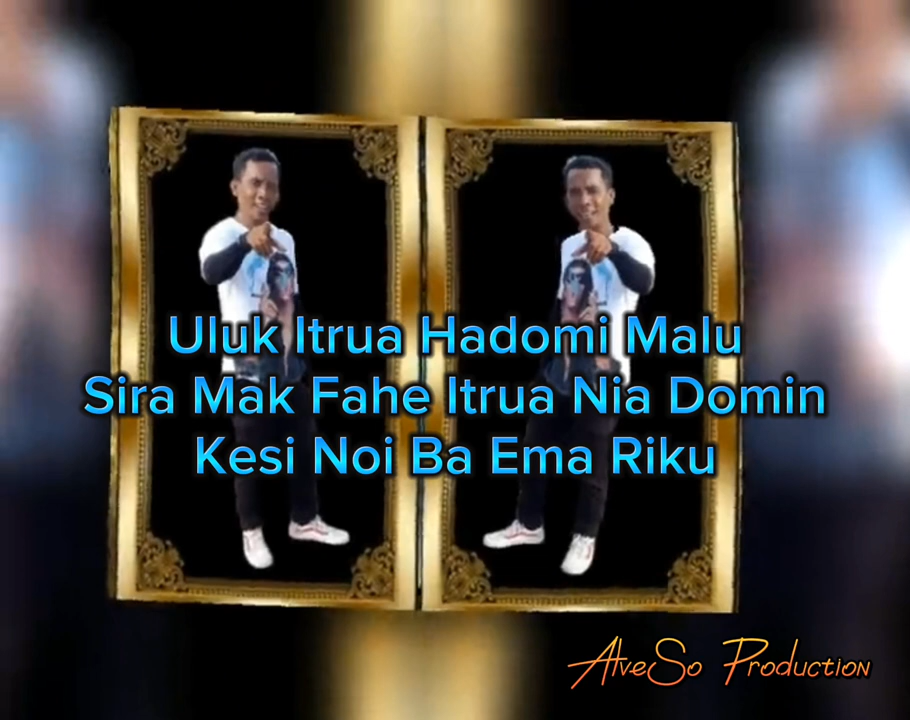 Uluk Itrua Hadomi Malu
Sira Mak Fahe Itrua Nia Domin
Kesi Noi Ba Ema Riku
AlveSo Production